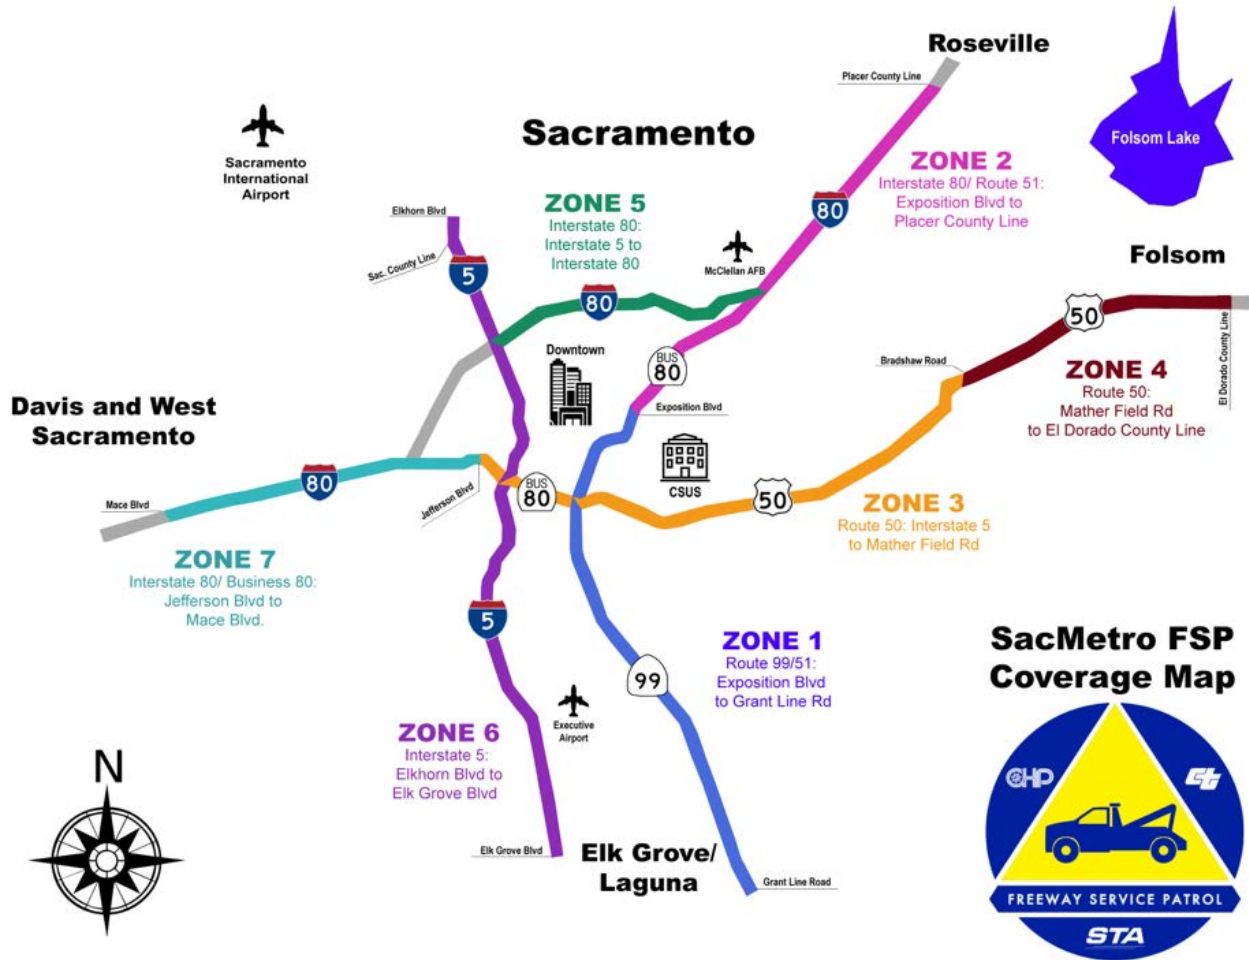 Roseville
Placer County Line
Folsom Lake
Sacramento
Sacramento
International
Airport
ZONE 2
Interstate 80/ Route 51:
Exposition Blvd to
Placer County Line
80
ZONE 5
Interstate 80:
Interstate 5 to
Interstate 80
Elkhorn Blvd
Sac. County Line
5
McClellan AFB
Folsom
80
50
El Dorado County Line
Downtown
BUS
80
Bradshaw Road
ZONE 4
Route 50:
Mather Field Rd
to El Dorado County Line
Exposition Blvd
Davis and West
Sacramento
80
Jefferson Blvd
BUS
80
CSUS
50
Mace Blvd
ZONE 3
Route 50: Interstate 5
to Mather Field Rd
ZONE 7
Interstate 80/ Business 80:
Jefferson Blvd to
Mace Blvd.
5
ZONE 1
Route 99/51:
Exposition Blvd
to Grant Line Rd
99
SacMetro FSP
Coverage Map
Executive
Airport
ZONE 6
Interstate 5:
Elkhorn Blvd to
Elk Grove Blvd
N
Elk Grove Blvd
Elk Grove/
Laguna
Grant Line Road
CHP
ct
FREEWAY SERVICE PATROL
STA